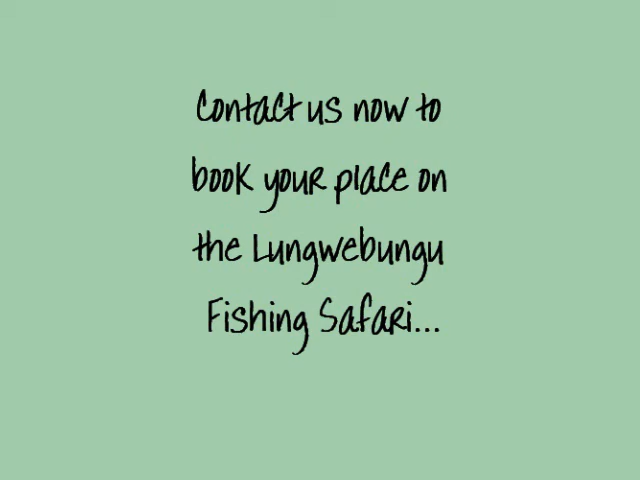 Contact us now to
book your place on
the Lungwebungu
Fishing Safari...